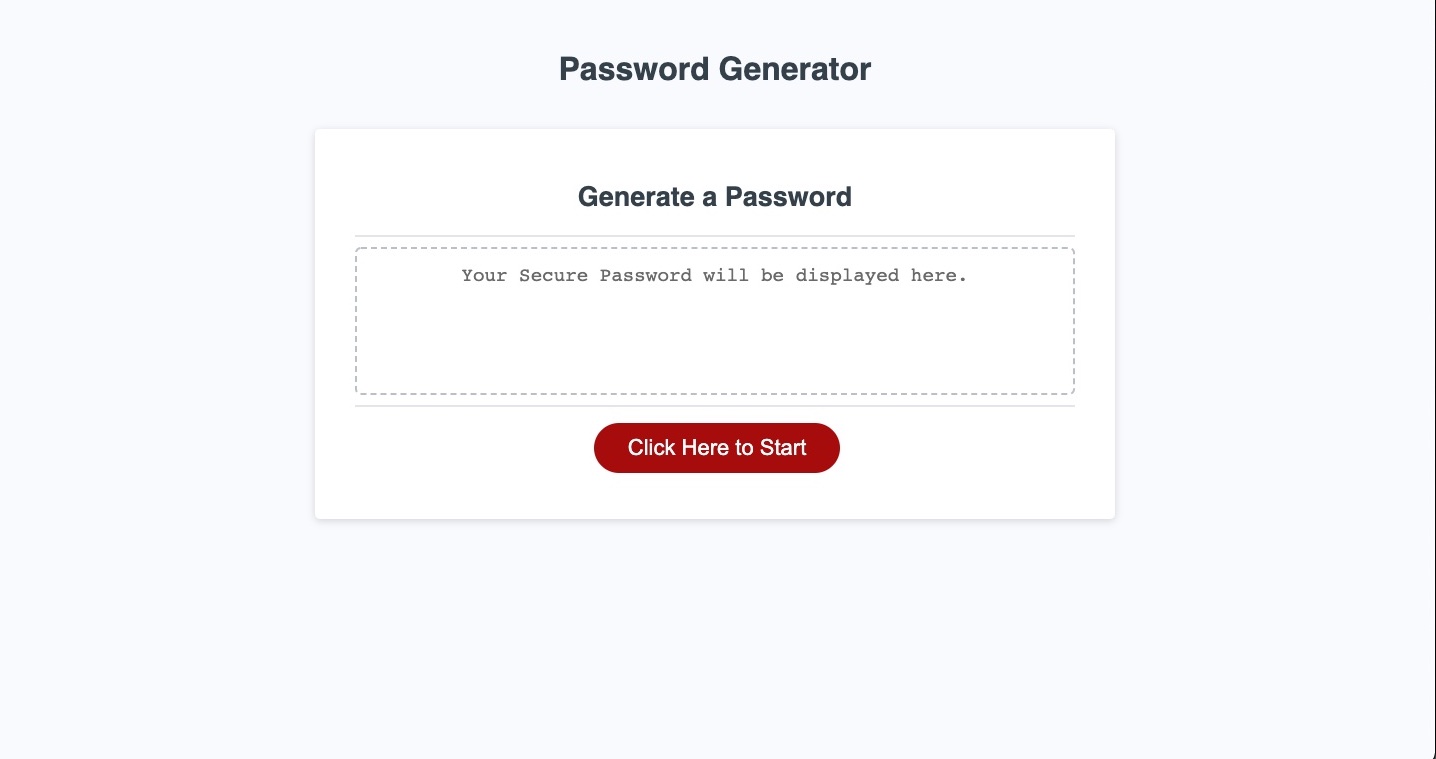 Password Generator
Generate a Password
Your Secure Password will be displayed here.
Click Here to Start